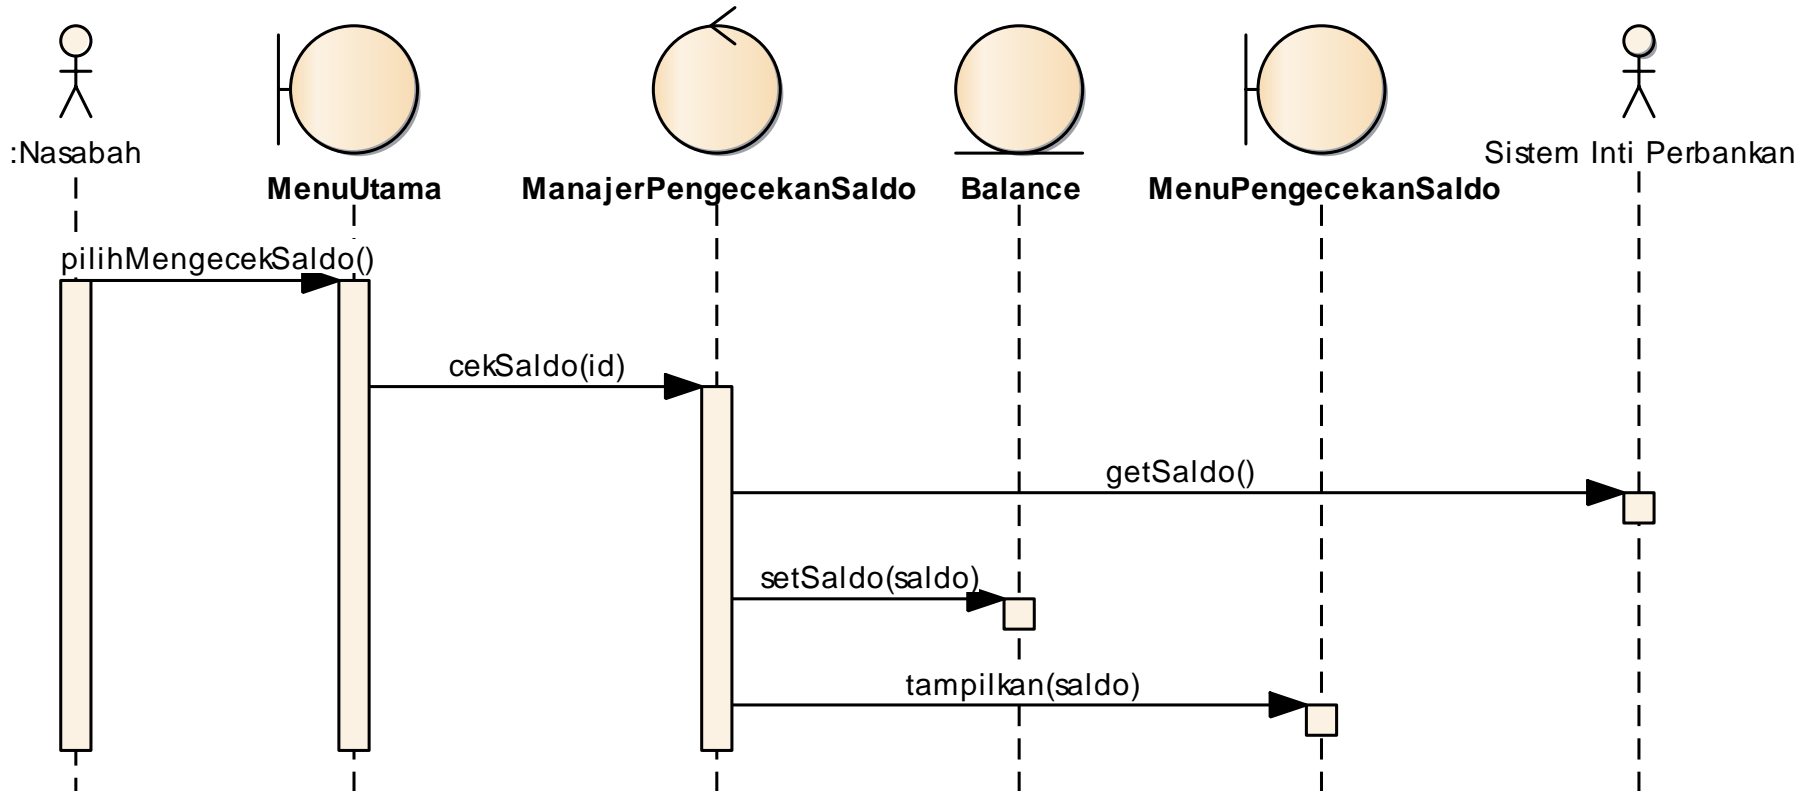 :Nasabah
MenuUtama
ManajerPengecekanSaldo
Balance
MenuPengecekanSaldo
Sistem Inti Perbankan
pilihMengecekSaldo()
cekSaldo(id)
getSaldo()
setSaldo(saldo)
tampilkan(saldo)